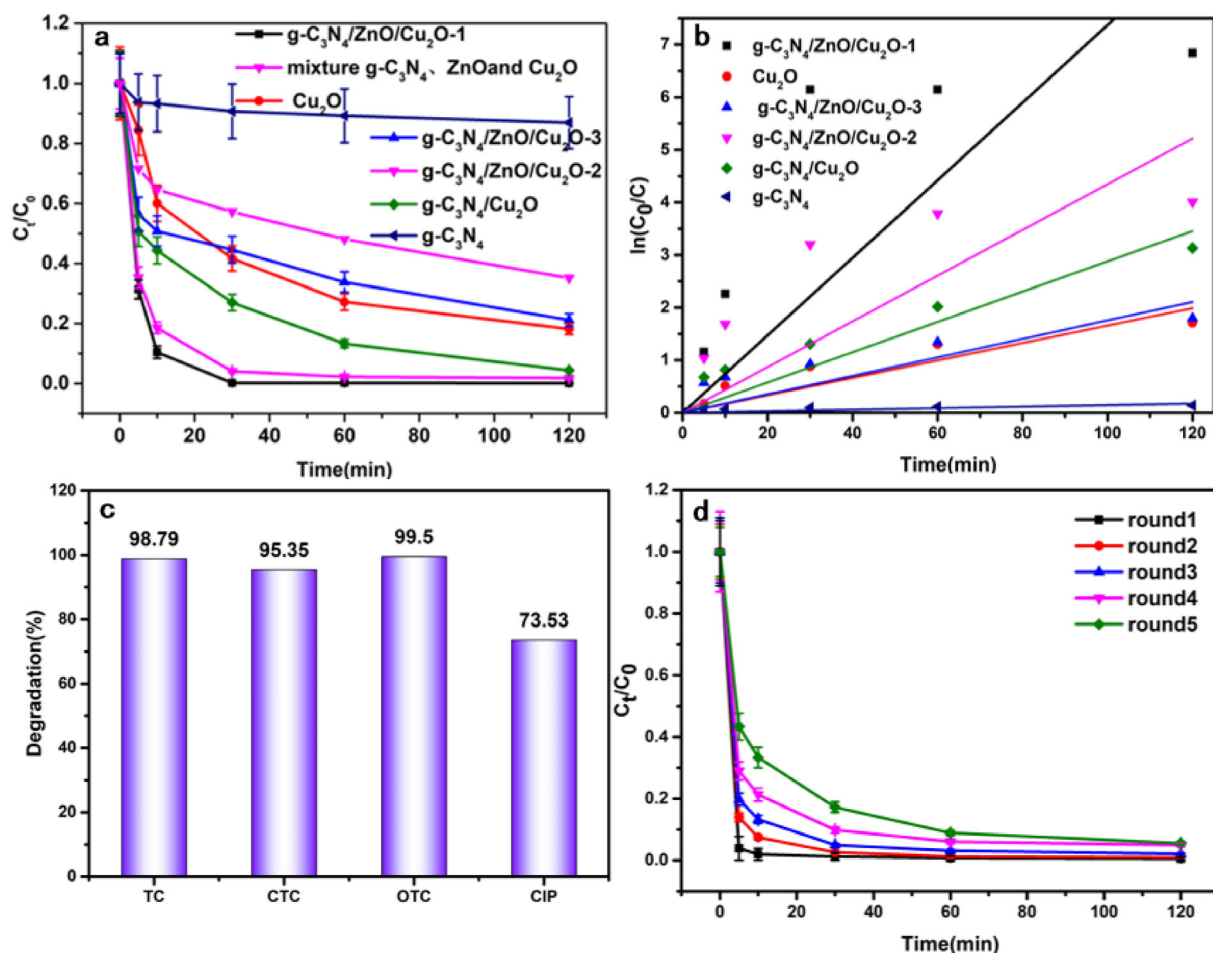 a
g-C3N4/ZnO/Cu2O-1
mixture g-C3N4、ZnOand Cu2O
Cu2O
g-C3N4/ZnO/Cu2O-3
g-C3N4/ZnO/Cu2O-2
g-C3N4/Cu2O
g-C3N4
Ct/C0
1.2
1.0
0.8
0.6
0.4
0.2
0.0
0 20 40 60 80 100 120
Time(min)
b
g-C3N4/ZnO/Cu2O-1
Cu2O
g-C3N4/ZnO/Cu2O-3
g-C3N4/ZnO/Cu2O-2
g-C3N4/Cu2O
g-C3N4
ln(C0/C)
7
6
5
4
3
2
1
0
0 20 40 60 80 100 120
Time(min)
c
98.79
95.35
99.5
73.53
Degradation(%)
120
100
80
60
40
20
0
TC CTC OTC CIP
d
round1
round2
round3
round4
round5
Ct/C0
1.2
1.0
0.8
0.6
0.4
0.2
0.0
0 20 40 60 80 100 120
Time(min)